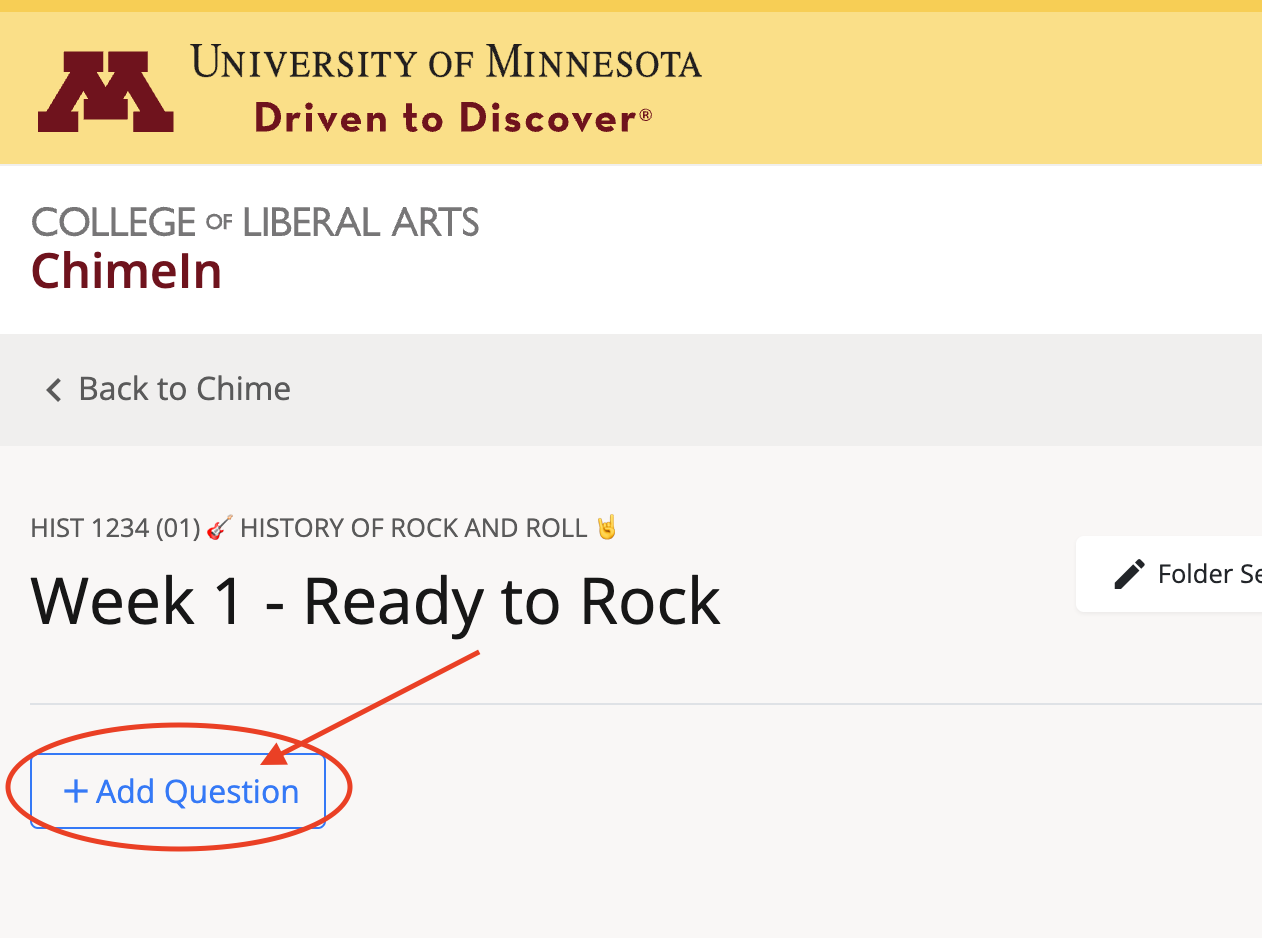 UNIVERSITY OF MINNESOTA
Driven to Discover®
COLLEGE OF LIBERAL ARTS
ChimeIn
Back to Chime
HIST 1234 (01) 🎸 HISTORY OF ROCK AND ROLL 🤘
Week 1 - Ready to Rock
Folder Se
+ Add Question